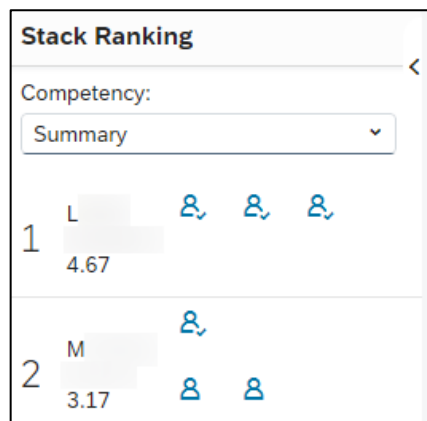 Stack Ranking
Competency:
Summary
1
L
4.67
2
M
3.17